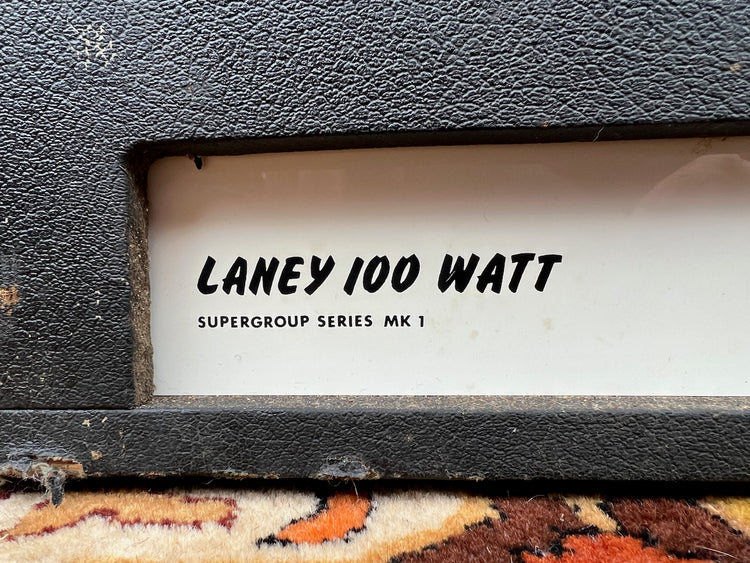 LANEY 100 WATT
SUPERGROUP SERIES MK 1